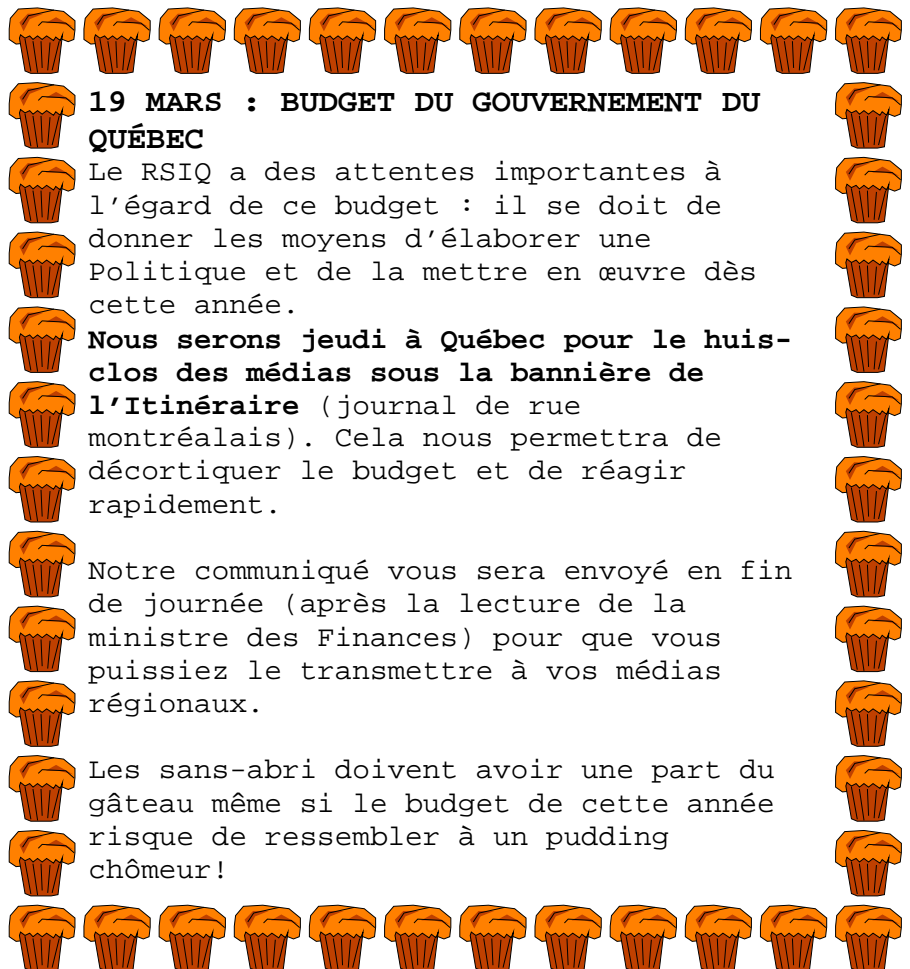 19 MARS : BUDGET DU GOUVERNEMENT DU
QUÉBEC
Le RSIQ a des attentes importantes à
l’égard de ce budget : il se doit de
donner les moyens d’élaborer une
Politique et de la mettre en œuvre dès
cette année.
Nous serons jeudi à Québec pour le huis-
clos des médias sous la bannière de
l’Itinéraire (journal de rue
montréalais). Cela nous permettra de
décortiquer le budget et de réagir
rapidement.
Notre communiqué vous sera envoyé en fin
de journée (après la lecture de la
ministre des Finances) pour que vous
puissiez le transmettre à vos médias
régionaux.
Les sans-abri doivent avoir une part du
gâteau même si le budget de cette année
risque de ressembler à un pudding
chômeur!